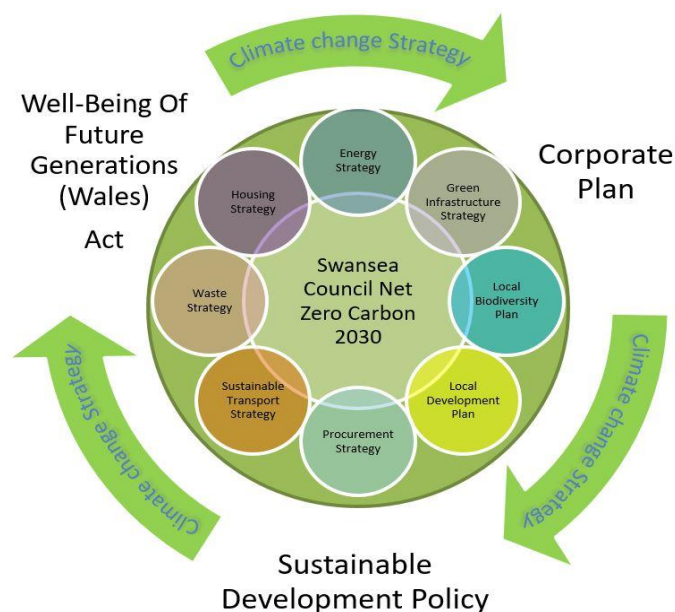 Climate change Strategy
Well-Being Of
Future
Generations
(Wales)
Act
Corporate
Plan
Energy
Strategy
Housing
Strategy
Green
Infrastructure
Strategy
Waste
Strategy
Swansea
Council Net
Zero Carbon
2030
Local
Biodiversity
Plan
Sustainable
Transport
Strategy
Local
Development
Plan
Procurement
Strategy
Climate change Strategy
Climate change Strategy
Sustainable
Development Policy